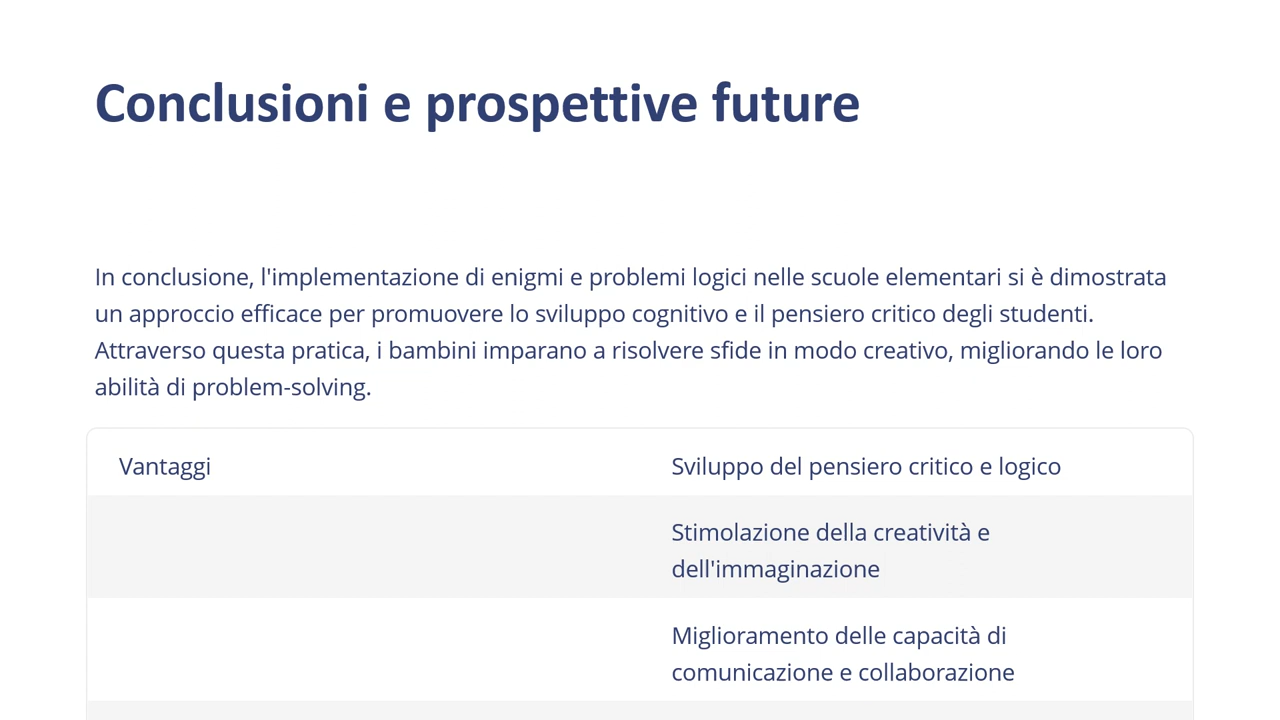 Conclusioni e prospettive future
In conclusione, l'implementazione di enigmi e problemi logici nelle scuole elementari si è dimostrata
un approccio efficace per promuovere lo sviluppo cognitivo e il pensiero critico degli studenti.
Attraverso questa pratica, i bambini imparano a risolvere sfide in modo creativo, migliorando le loro
abilità di problem-solving.
Vantaggi
Sviluppo del pensiero critico e logico
Stimolazione della creatività e
dell'immaginazione
Miglioramento delle capacità di
comunicazione e collaborazione